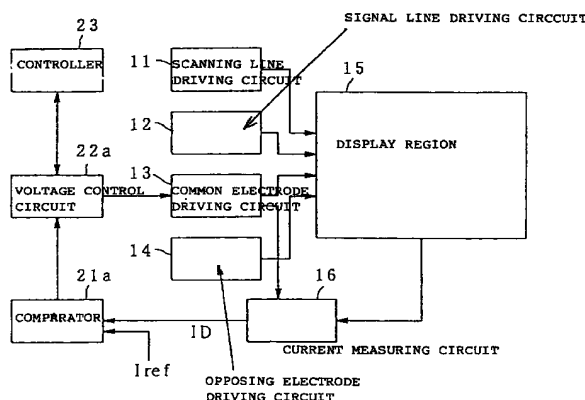 SIGNAL LINE DRIVING CIRCCUIT
23
CONTROLLER
11
SCANNING LINE
DRIVING CIRCUIT
15
12
DISPLAY REGION
22a
VOLTAGE CONTROL
CIRCUIT
13
COMMON ELECTRODE
DRIVING CIRCUIT
14
21a
COMPARATOR
16
ID
Iref
CURRENT MEASURING CIRCUIT
OPPOSING ELECTRODE
DRIVING CIRCUIT